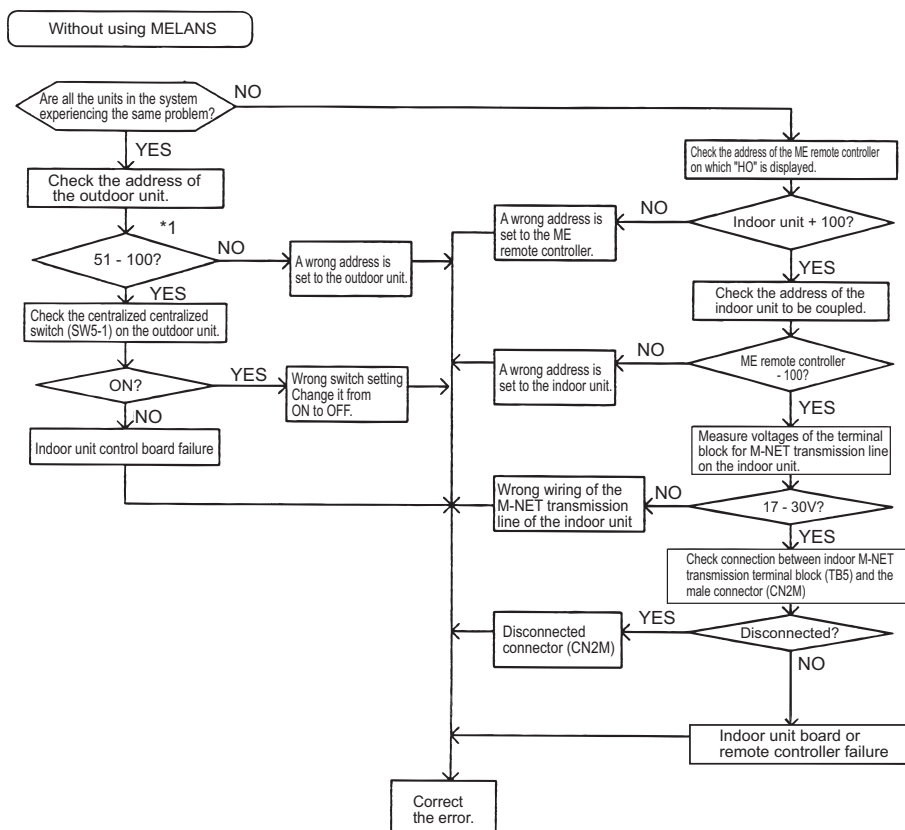 Without using MELANS
Are all the units in the system
experiencing the same problem?
NO
YES
Check the address of
the outdoor unit.
*1
51 - 100?
NO
A wrong address is
set to the outdoor unit.
YES
Check the centralized centralized
switch (SW5-1) on the outdoor unit.
ON?
YES
Wrong switch setting
Change it from
ON to OFF.
NO
Indoor unit control board failure
Check the address of the ME remote controller
on which "HO" is displayed.
Indoor unit + 100?
NO
A wrong address is
set to the ME
remote controller.
YES
Check the address of the
indoor unit to be coupled.
ME remote controller
- 100?
NO
A wrong address is
set to the indoor unit.
YES
Measure voltages of the terminal
block for M-NET transmission line
on the indoor unit.
17 - 30V?
NO
Wrong wiring of the
M-NET transmission
line of the indoor unit
YES
Check connection between indoor M-NET
transmission terminal block (TB5) and the
male connector (CN2M)
Disconnected?
YES
Disconnected
connector (CN2M)
NO
Indoor unit board or
remote controller failure
Correct
the error.